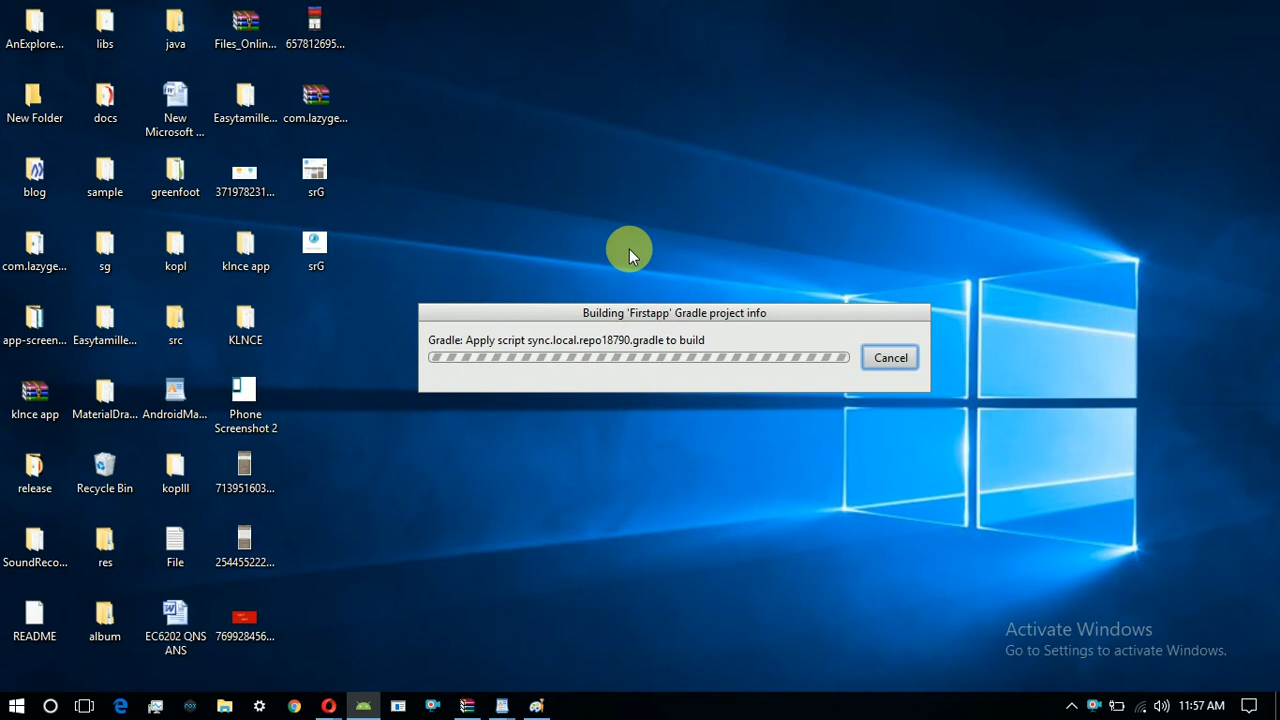 AnExplore...
libs
java
Files_Onlin...
657812695...
New Folder
docs
New
Microsoft ...
Easytamille...
com.lazyge...
blog
sample
greenfoot
371978231...
srG
com.lazyge...
sg
kopl
klnce app
srG
app-screen...
Easytamille...
src
KLNCE
klnce app
MaterialDra...
AndroidMa...
Phone
Screenshot 2
release
Recycle Bin
koplll
713951603...
SoundReco...
res
File
254455222...
README
album
EC6202 QNS
ANS
769928456...
Building 'Firstapp' Gradle project info
Gradle: Apply script sync.local.repo18790.gradle to build
Cancel
Activate Windows
Go to Settings to activate Windows.
11:57 AM